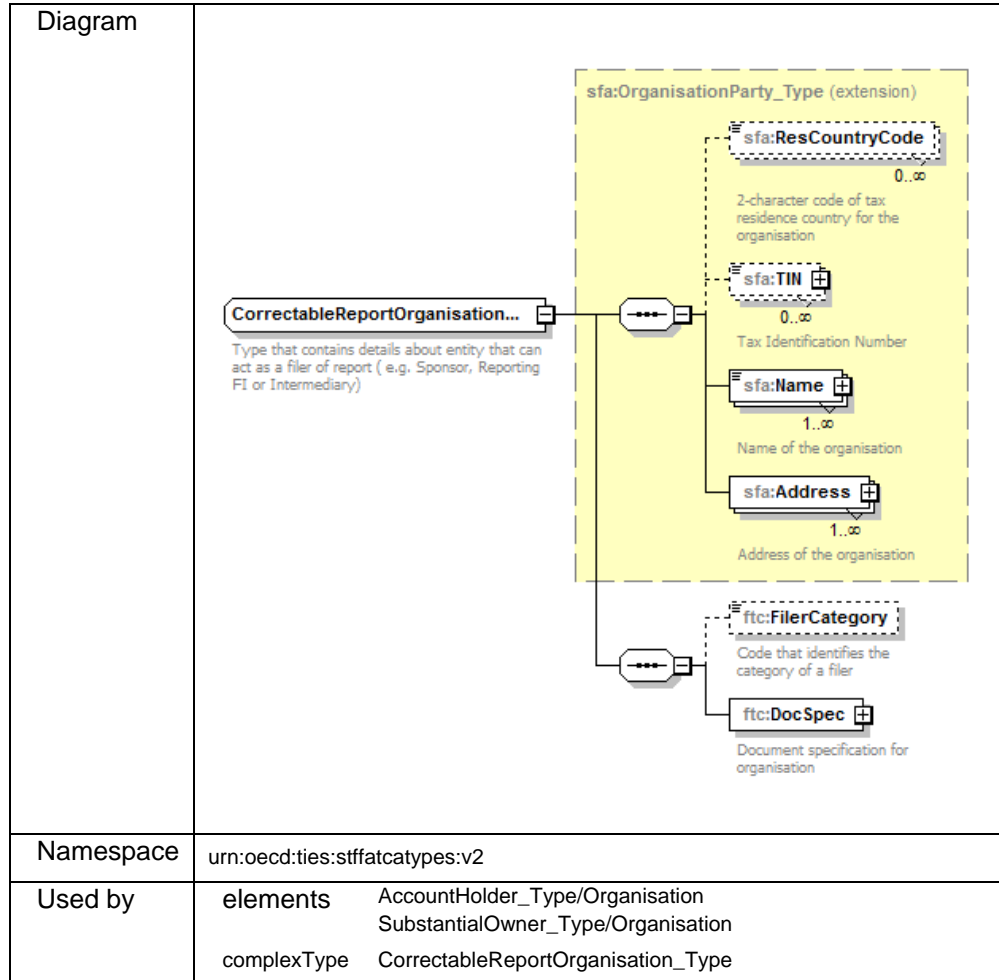 Diagram
sfa:OrganisationParty_Type (extension)
sfa:ResCountryCode
0..∞
2-character code of tax
residence country for the
organisation
sfa:TIN
0..∞
Tax Identification Number
CorrectableReportOrganisation...
Type that contains details about entity that can
act as a filer of report ( e.g. Sponsor, Reporting
FI or Intermediary)
sfa:Name
1..∞
Name of the organisation
sfa:Address
1..∞
Address of the organisation
ftc:FilerCategory
Code that identifies the
category of a filer
ftc:DocSpec
Document specification for
organisation
Namespace urn:oecd:ties:stffatcatypes:v2
Used by elements AccountHolder_Type/Organisation
SubstantialOwner_Type/Organisation
complexType CorrectableReportOrganisation_Type